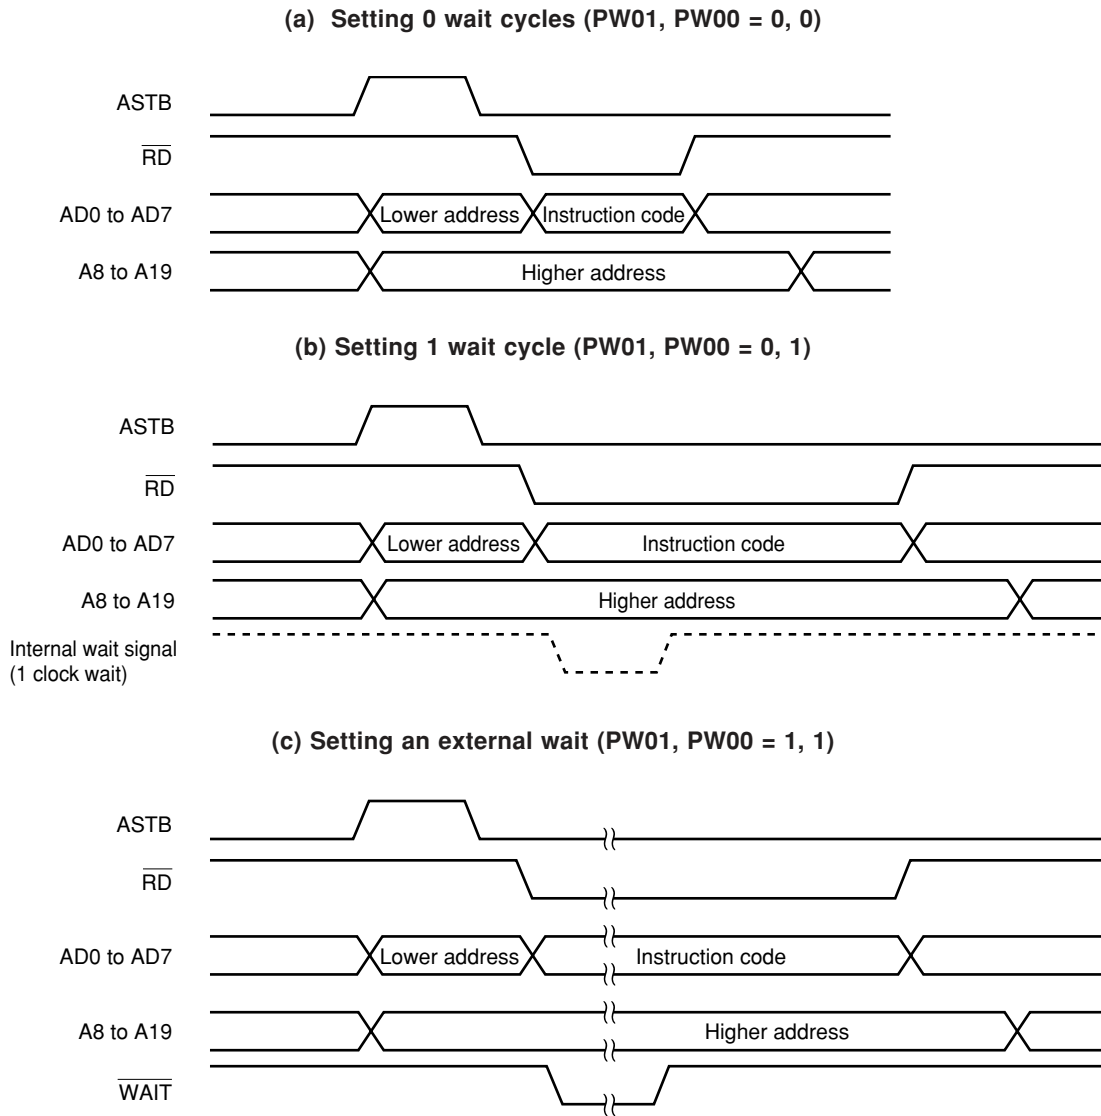 (a) Setting 0 wait cycles (PW01, PW00 = 0, 0)
ASTB
RD
AD0 to AD7
Lower address
Instruction code
A8 to A19
Higher address
(b) Setting 1 wait cycle (PW01, PW00 = 0, 1)
ASTB
RD
AD0 to AD7
Lower address
Instruction code
A8 to A19
Higher address
Internal wait signal
(1 clock wait)
(c) Setting an external wait (PW01, PW00 = 1, 1)
ASTB
RD
AD0 to AD7
Lower address
Instruction code
A8 to A19
Higher address
WAIT